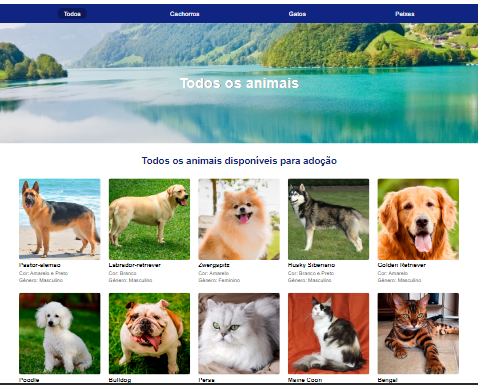 Todos Cachorros Gatos Peixes
Todos os animais
Todos os animais disponíveis para adoção
Pastor-alemão Labrador-retriever Zwergspitz Husky Siberiano Golden Retriever
Cor: Amarelo e Preto Cor: Branco Cor: Amarelo Cor: Branco e Preto Cor: Amarelo
Gênero: Masculino Gênero: Masculino Gênero: Feminino Gênero: Masculino Gênero: Masculino
Poodle Bulldog Persa Maine Coon Bengal